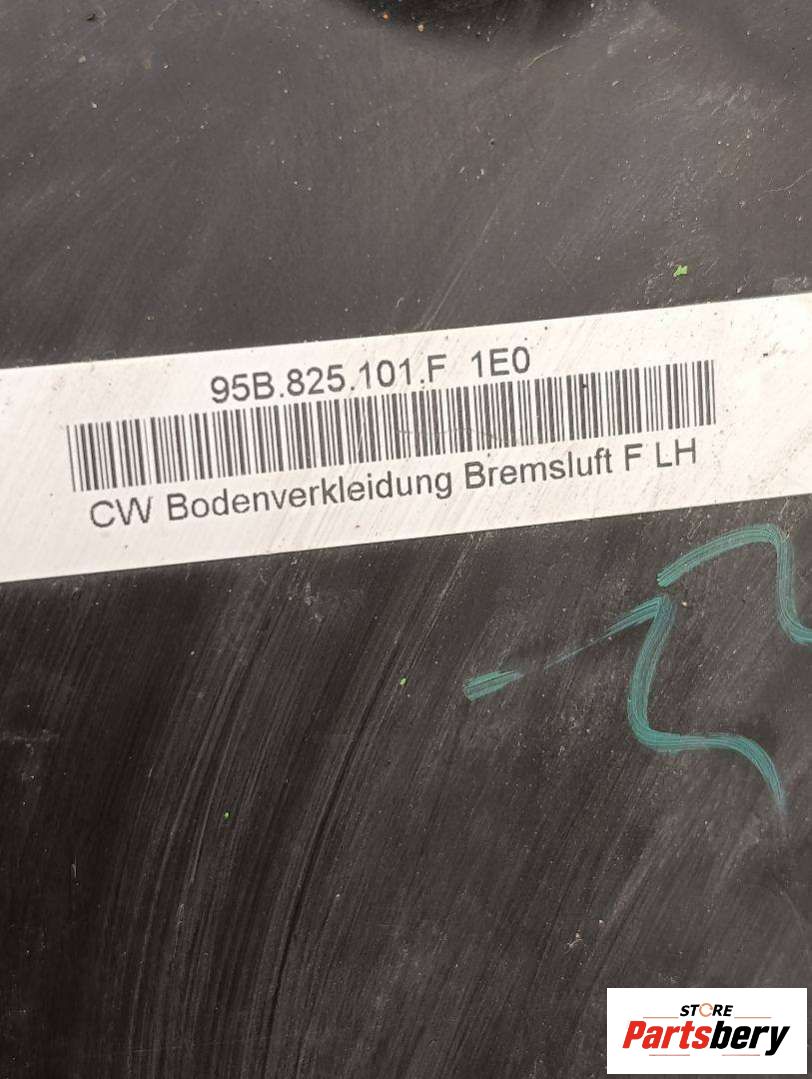 95B.825.101.F 1E0
CW Bodenverkleidung Bremsluft F LH
STORE
Partsbery